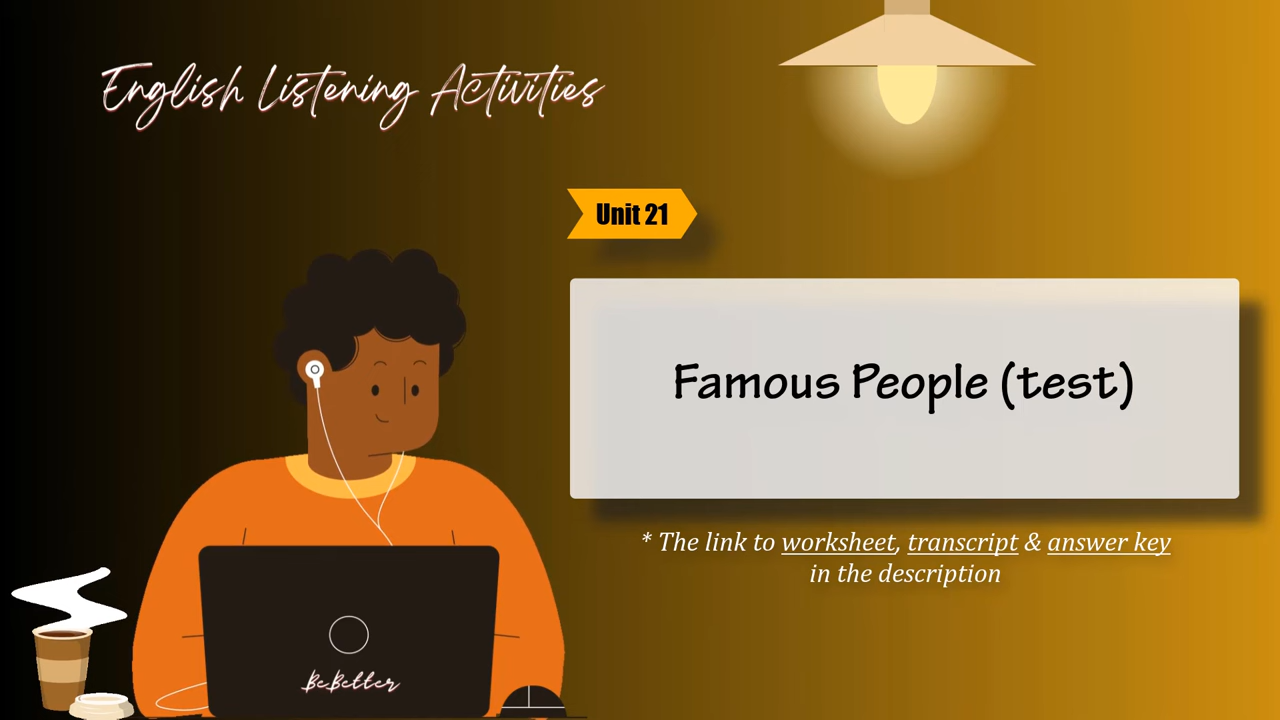 English Listening Activities
Unit 21
Famous People (test)
* The link to worksheet, transcript & answer key
in the description
BeBetter